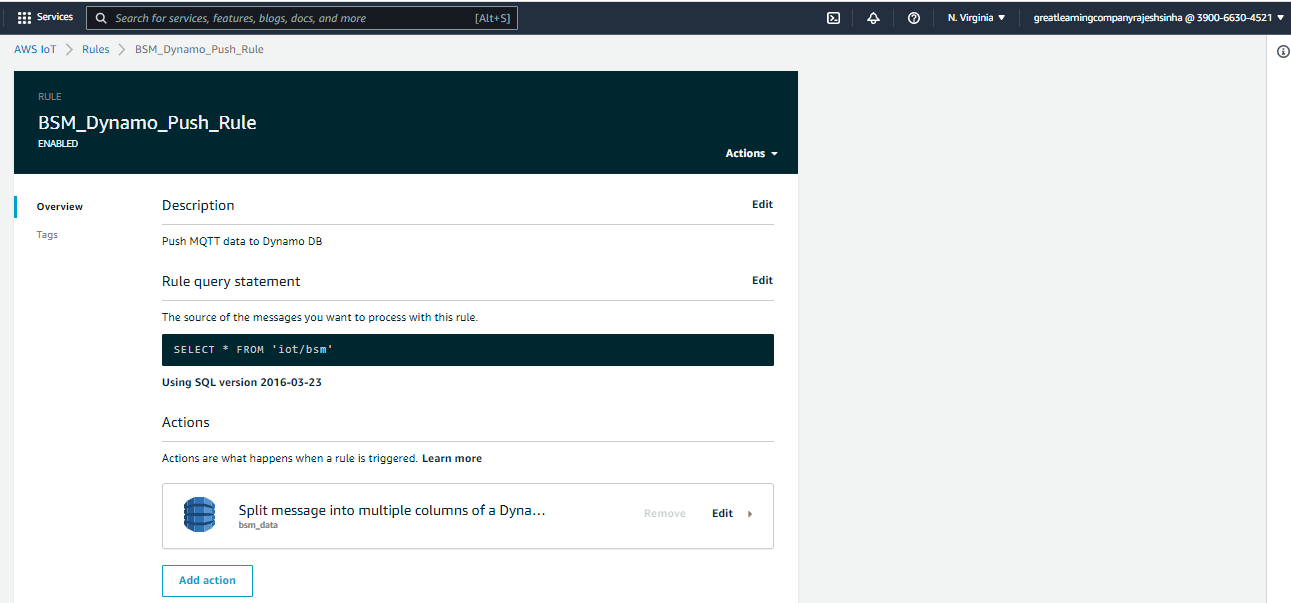 Services
Search for services, features, blogs, docs, and more [Alt+S]
N. Virginia ▼
greatlearningcompanyrajeshsinha @ 3900-6630-4521 ▼
AWS IoT > Rules > BSM_Dynamo_Push_Rule
RULE
BSM_Dynamo_Push_Rule
ENABLED
Actions
Overview
Tags
Description Edit
Push MQTT data to Dynamo DB
Rule query statement Edit
The source of the messages you want to process with this rule.
SELECT * FROM 'iot/bsm'
Using SQL version 2016-03-23
Actions
Actions are what happens when a rule is triggered. Learn more
Split message into multiple columns of a Dyna...
bsm_data
Remove Edit
Add action